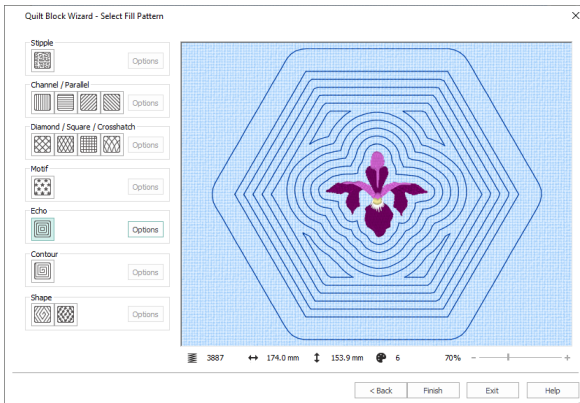 Quilt Block Wizard - Select Fill Pattern
Stipple
Options
Channel / Parallel
Options
Diamond / Square / Crosshatch
Options
Motif
Options
Echo
Options
Contour
Options
Shape
Options
3887 174.0 mm 153.9 mm 6 70% - +
< Back Finish Exit Help